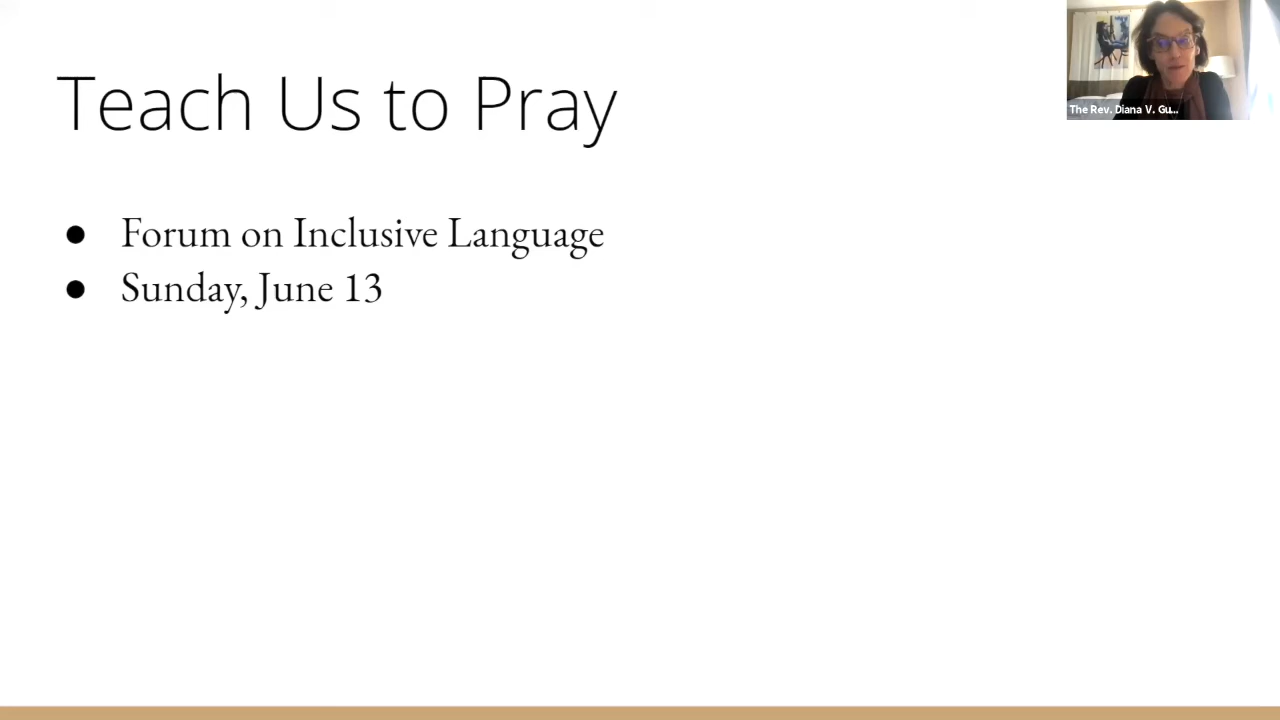 Teach Us to Pray
The Rev. Diana V. Gu...
● Forum on Inclusive Language
● Sunday, June 13